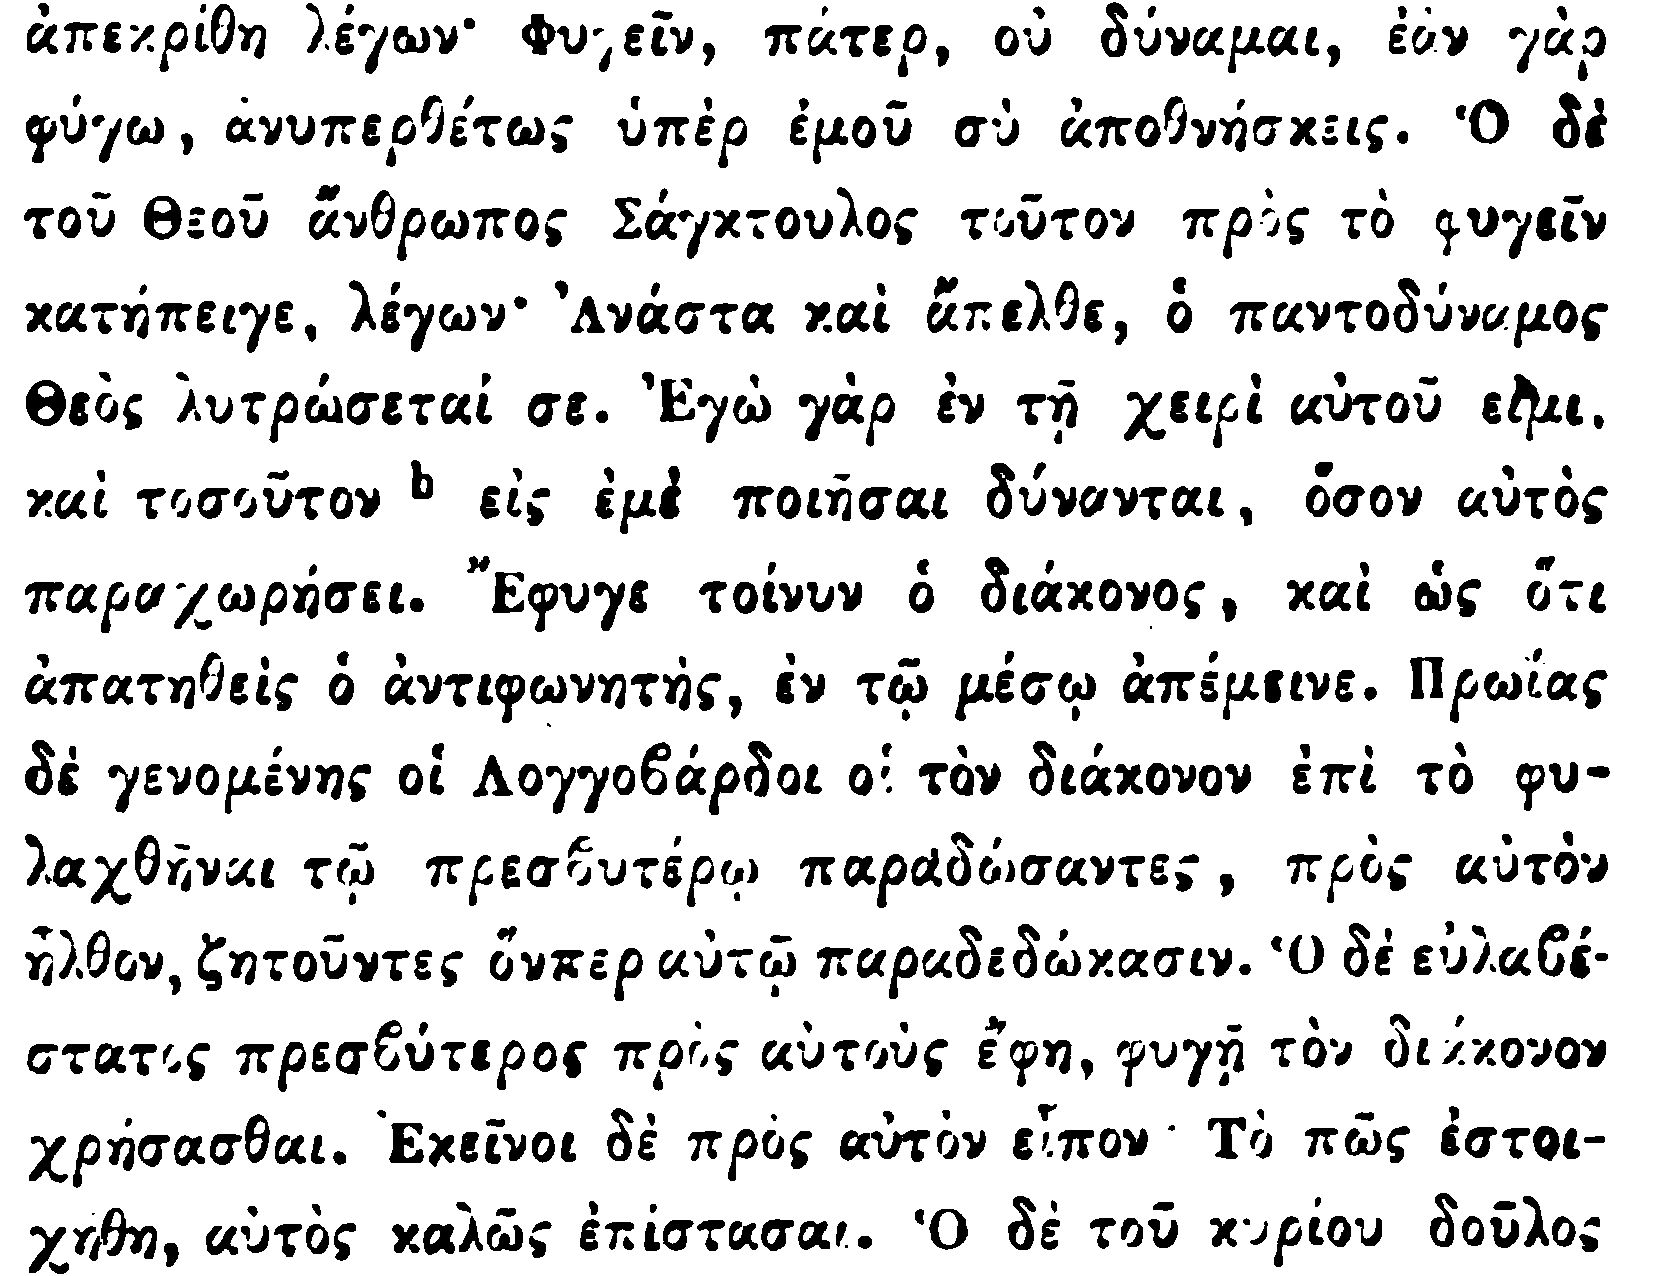 ἀπεκρίθη λέγων· Φυγεῖν, πάτερ, οὐ δύναμαι, ἐὰν γὰρ
φύγω, ἀνυπερθέτως ὑπὲρ ἐμοῦ σὺ ἀποθνήσκεις. Ὁ δὲ
τοῦ Θεοῦ ἄνθρωπος Σάγκτουλος τοῦτον πρὸς τὸ φυγεῖν
κατήπειγε, λέγων· Ἀνάστα καὶ ἄπελθε, ὁ παντοδύναμος
Θεὸς λυτρώσεταί σε. Ἐγὼ γὰρ ἐν τῇ χειρὶ αὐτοῦ εἰμι.
καὶ τοσοῦτον b εἰς ἐμὲ ποιῆσαι δύνανται, ὅσον αὐτὸς
παραχωρήσει. Ἔφυγε τοίνυν ὁ διάκονος, καὶ ὡς ὅτι
ἀπατηθεὶς ὁ ἀντιφωνητὴς, ἐν τῷ μέσῳ ἀπέμεινε. Πρωΐας
δὲ γενομένης οἱ Λογγοβάρδοι οἱ τὸν διάκονον ἐπὶ τὸ φυ-
λαχθῆναι τῷ πρεσβυτέρῳ παραδώσαντες, πρὸς αὐτὸν
ἦλθον, ζητοῦντες ὅνπερ αὐτῷ παραδεδώκασιν. Ὁ δὲ εὐλαβέ-
στατος πρεσβύτερος πρὸς αὐτοὺς ἔφη, φυγῇ τὸν διάκονον
χρήσασθαι. Ἐκεῖνοι δὲ πρὸς αὐτὸν εἶπον· Τὸ πῶς ἐστοι-
χήθη, αὐτὸς καλῶς ἐπίστασαι. Ὁ δὲ τοῦ κυρίου δοῦλος